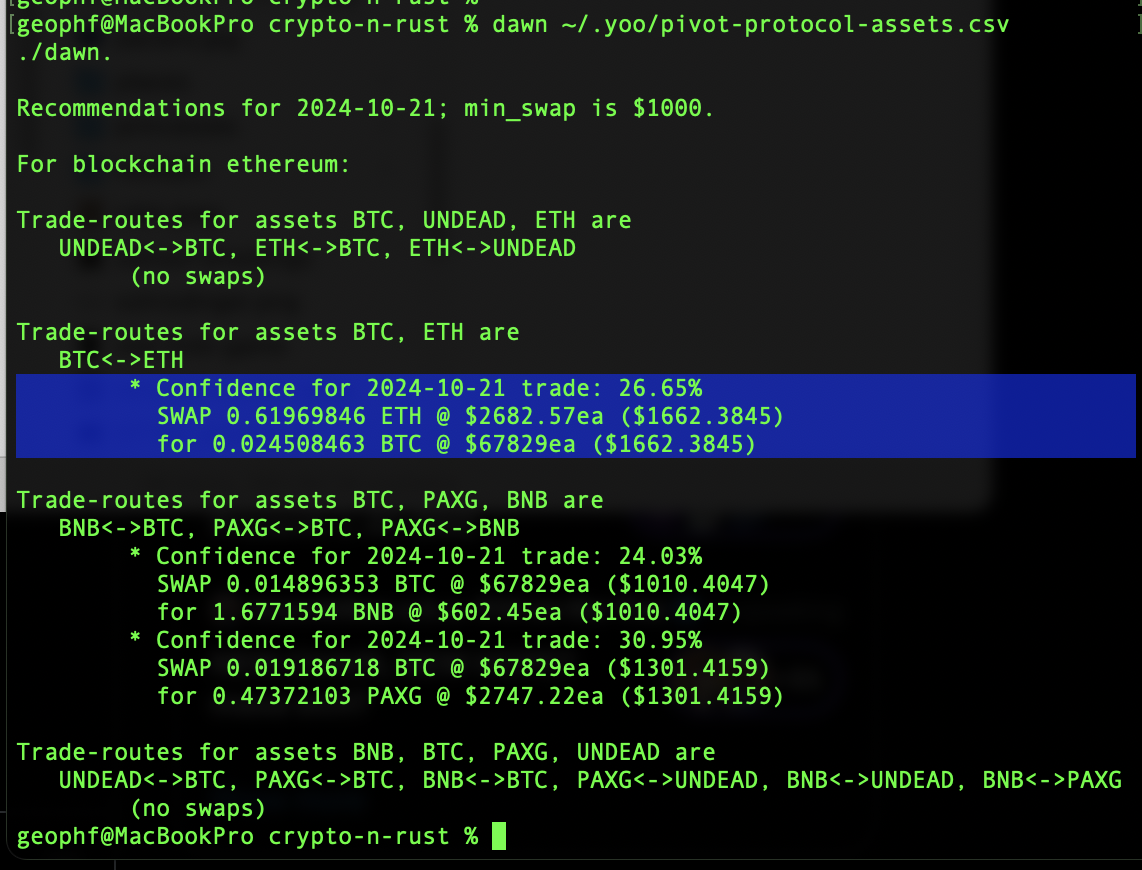 [geophf@MacBookPro crypto-n-rust %
[geophf@MacBookPro crypto-n-rust % dawn ~/.yoo/pivot-protocol-assets.csv ]
./dawn.
Recommendations for 2024-10-21; min_swap is $1000.
For blockchain ethereum:
Trade-routes for assets BTC, UNDEAD, ETH are
UNDEAD<->BTC, ETH<->BTC, ETH<->UNDEAD
(no swaps)
Trade-routes for assets BTC, ETH are
BTC<->ETH
* Confidence for 2024-10-21 trade: 26.65%
SWAP 0.61969846 ETH @ $2682.57ea ($1662.3845)
for 0.024508463 BTC @ $67829ea ($1662.3845)
Trade-routes for assets BTC, PAXG, BNB are
BNB<->BTC, PAXG<->BTC, PAXG<->BNB
* Confidence for 2024-10-21 trade: 24.03%
SWAP 0.014896353 BTC @ $67829ea ($1010.4047)
for 1.6771594 BNB @ $602.45ea ($1010.4047)
* Confidence for 2024-10-21 trade: 30.95%
SWAP 0.019186718 BTC @ $67829ea ($1301.4159)
for 0.47372103 PAXG @ $2747.22ea ($1301.4159)
Trade-routes for assets BNB, BTC, PAXG, UNDEAD are
UNDEAD<->BTC, PAXG<->BTC, BNB<->BTC, PAXG<->UNDEAD, BNB<->UNDEAD, BNB<->PAXG
(no swaps)
geophf@MacBookPro crypto-n-rust %